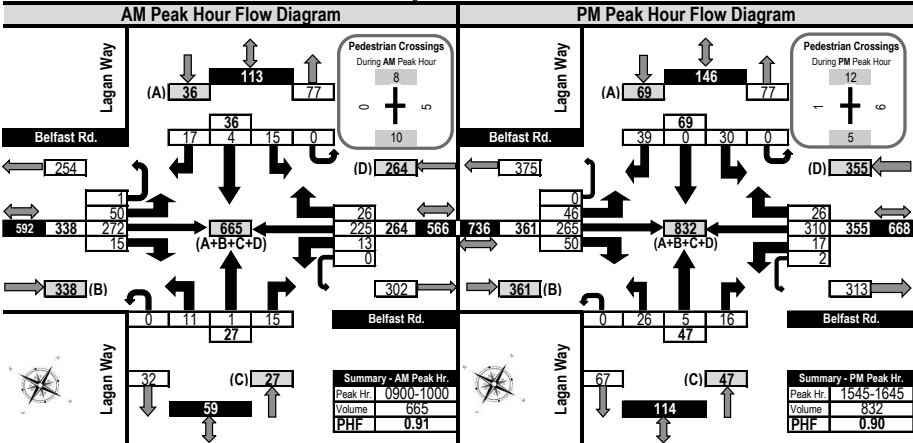 AM Peak Hour Flow Diagram
Lagan Way
113
(A) 36
77
Pedestrian Crossings
During AM Peak Hour
8
0
5
10
36
17 4 15 0
Belfast Rd.
254
(D) 264
1
50
592 338 272
15
665
(A+B+C+D)
26
225 264 566
13
0
338 (B)
302
0 11 1 15
27
Belfast Rd.
Lagan Way
32
(C) 27
59
Summary - AM Peak Hr.
Peak Hr. 0900-1000
Volume 665
PHF 0.91
PM Peak Hour Flow Diagram
Lagan Way
146
(A) 69
77
Pedestrian Crossings
During PM Peak Hour
12
1
6
5
69
39 0 30 0
Belfast Rd.
375
(D) 355
0
46
736 361 265
50
832
(A+B+C+D)
26
310 355 668
17
2
361 (B)
313
0 26 5 16
47
Belfast Rd.
Lagan Way
67
(C) 47
114
Summary - PM Peak Hr.
Peak Hr. 1545-1645
Volume 832
PHF 0.90